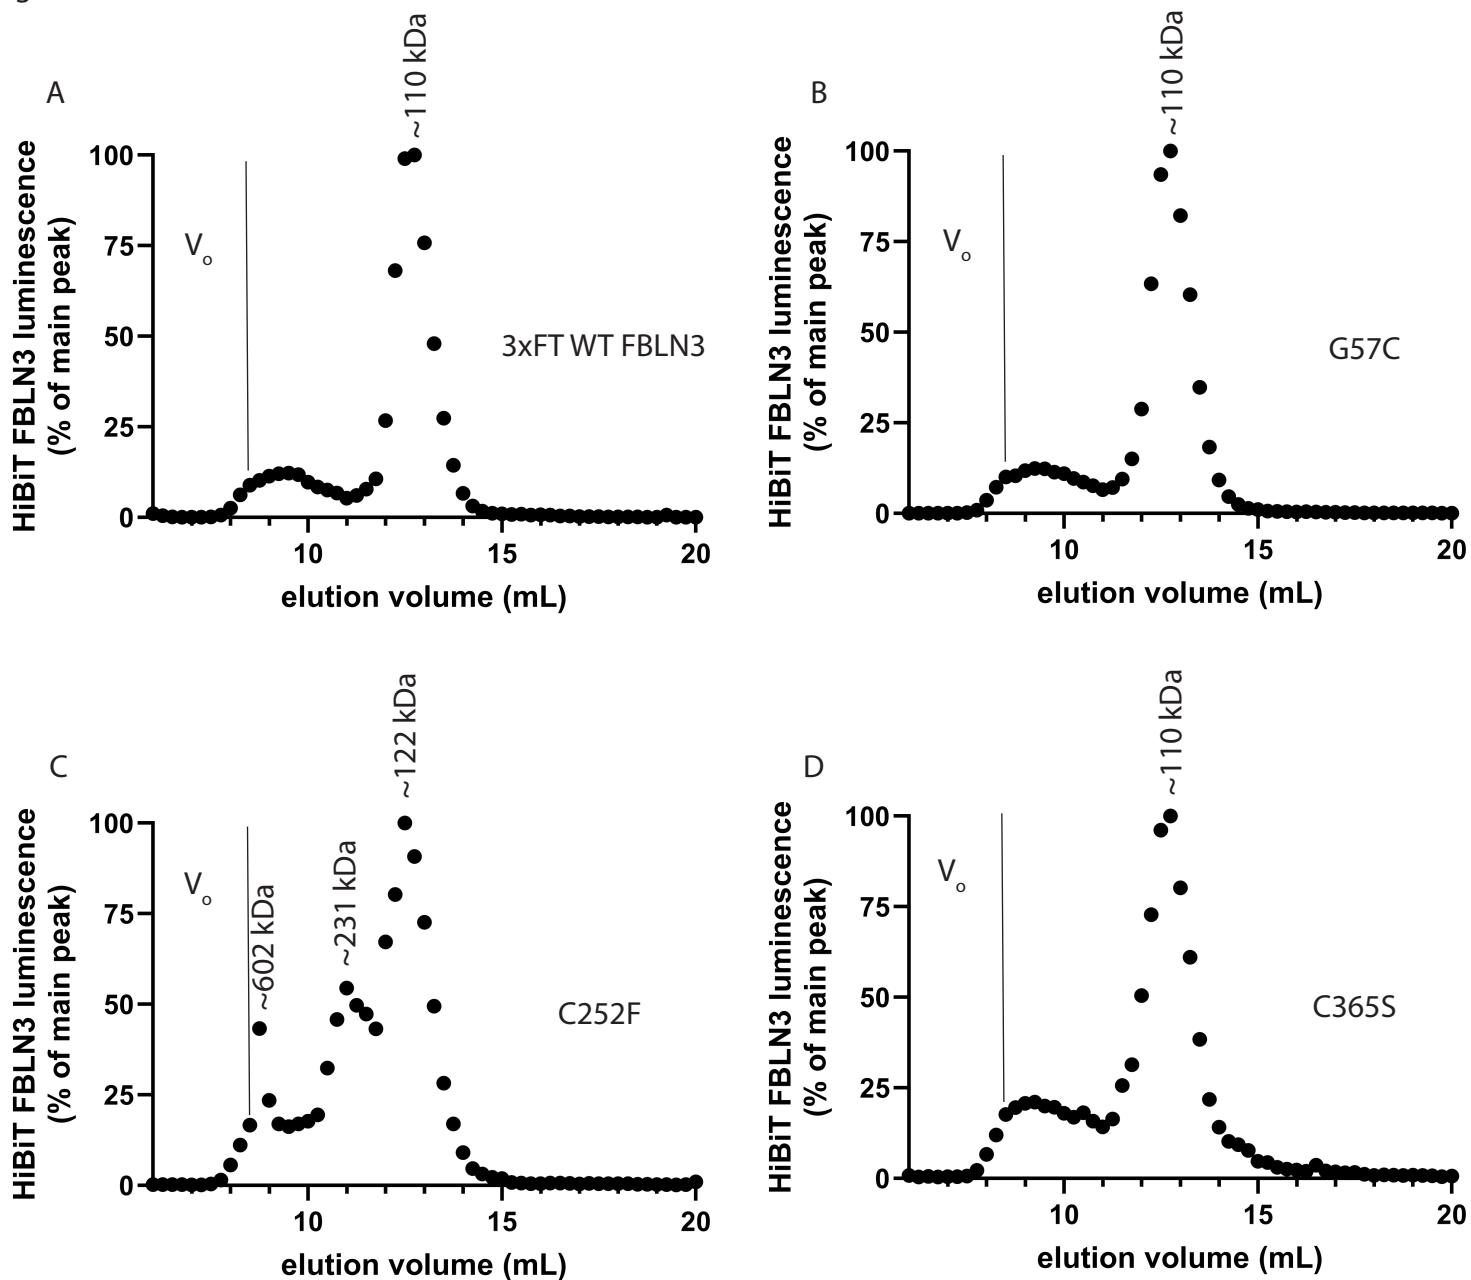 A
~110 kDa
HiBiT FBLN3 luminescence
(% of main peak)
100
75
50
25
0
Vo
3xFT WT FBLN3
10
15
20
elution volume (mL)
B
~110 kDa
HiBiT FBLN3 luminescence
(% of main peak)
100
75
50
25
0
Vo
G57C
10
15
20
elution volume (mL)
C
~602 kDa
~231 kDa
~122 kDa
HiBiT FBLN3 luminescence
(% of main peak)
100
75
50
25
0
Vo
C252F
10
15
20
elution volume (mL)
D
~110 kDa
HiBiT FBLN3 luminescence
(% of main peak)
100
75
50
25
0
Vo
C365S
10
15
20
elution volume (mL)